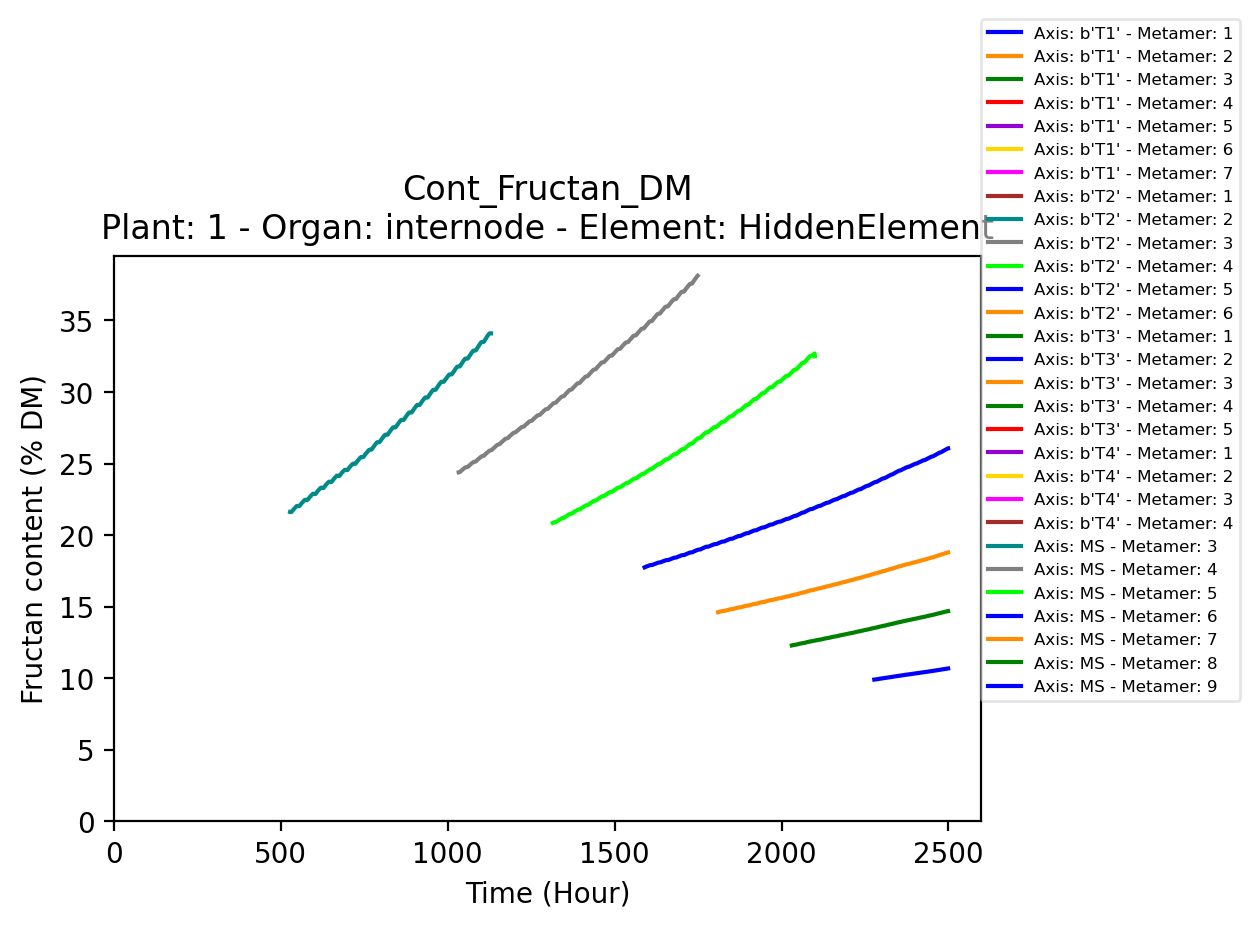 Cont_Fructan_DM
Plant: 1 - Organ: internode - Element: HiddenElement
Fructan content (% DM)
35
30
25
20
15
10
5
0
0 500 1000 1500 2000 2500
Time (Hour)
Axis: b'T1' - Metamer: 1
Axis: b'T1' - Metamer: 2
Axis: b'T1' - Metamer: 3
Axis: b'T1' - Metamer: 4
Axis: b'T1' - Metamer: 5
Axis: b'T1' - Metamer: 6
Axis: b'T1' - Metamer: 7
Axis: b'T2' - Metamer: 1
Axis: b'T2' - Metamer: 2
Axis: b'T2' - Metamer: 3
Axis: b'T2' - Metamer: 4
Axis: b'T2' - Metamer: 5
Axis: b'T2' - Metamer: 6
Axis: b'T3' - Metamer: 1
Axis: b'T3' - Metamer: 2
Axis: b'T3' - Metamer: 3
Axis: b'T3' - Metamer: 4
Axis: b'T3' - Metamer: 5
Axis: b'T4' - Metamer: 1
Axis: b'T4' - Metamer: 2
Axis: b'T4' - Metamer: 3
Axis: b'T4' - Metamer: 4
Axis: MS - Metamer: 3
Axis: MS - Metamer: 4
Axis: MS - Metamer: 5
Axis: MS - Metamer: 6
Axis: MS - Metamer: 7
Axis: MS - Metamer: 8
Axis: MS - Metamer: 9